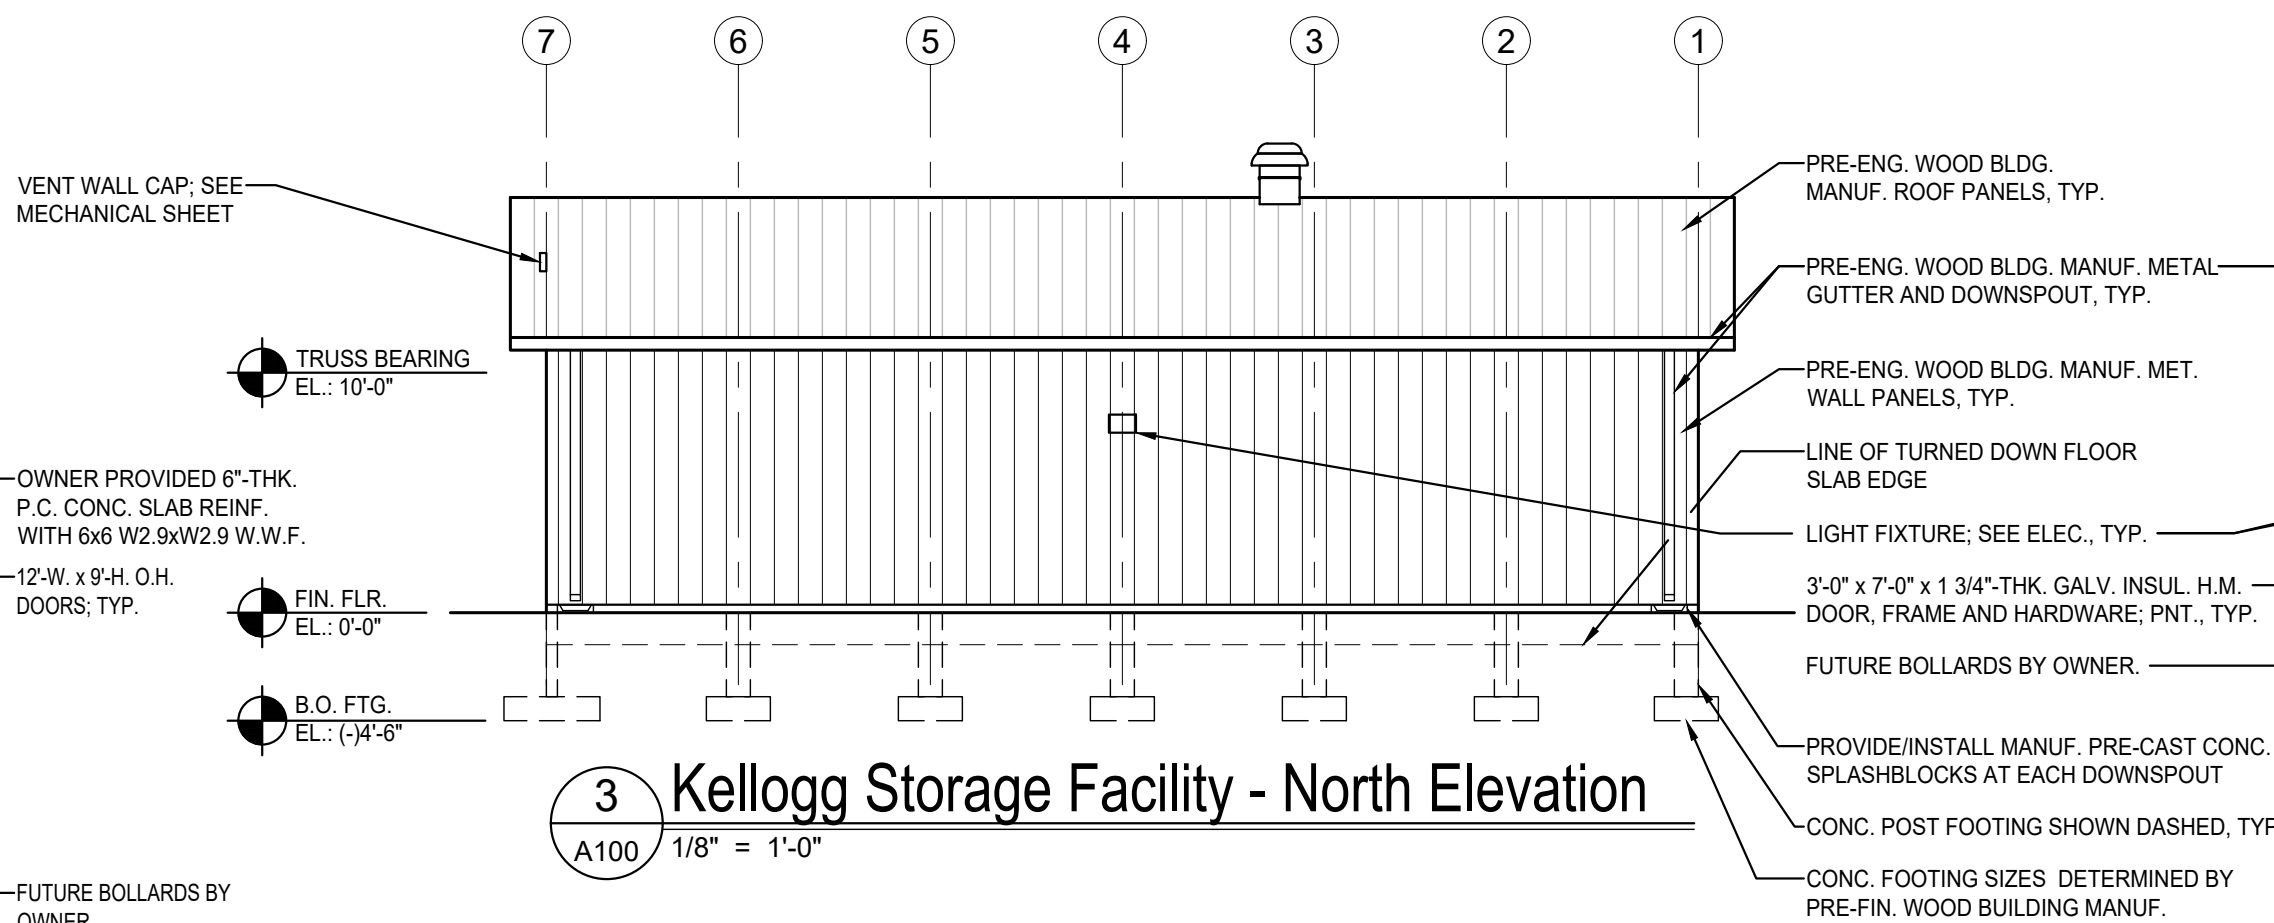 7 6 5 4 3 2 1
VENT WALL CAP; SEE
MECHANICAL SHEET
TRUSS BEARING
EL.: 10'-0"
OWNER PROVIDED 6"-THK.
P.C. CONC. SLAB REINF.
WITH 6x6 W2.9xW2.9 W.W.F.
12'-W. x 9'-H. O.H.
DOORS; TYP.
FIN. FLR.
EL.: 0'-0"
B.O. FTG.
EL.: (-)4'-6"
FUTURE BOLLARDS BY
OWNER
PRE-ENG. WOOD BLDG.
MANUF. ROOF PANELS, TYP.
PRE-ENG. WOOD BLDG. MANUF. METAL
GUTTER AND DOWNSPOUT, TYP.
PRE-ENG. WOOD BLDG. MANUF. MET.
WALL PANELS, TYP.
LINE OF TURNED DOWN FLOOR
SLAB EDGE
LIGHT FIXTURE; SEE ELEC., TYP.
3'-0" x 7'-0" x 1 3/4"-THK. GALV. INSUL. H.M.
DOOR, FRAME AND HARDWARE; PNT., TYP.
FUTURE BOLLARDS BY OWNER.
PROVIDE/INSTALL MANUF. PRE-CAST CONC.
SPLASHBLOCKS AT EACH DOWNSPOUT
CONC. POST FOOTING SHOWN DASHED, TYP
CONC. FOOTING SIZES DETERMINED BY
PRE-FIN. WOOD BUILDING MANUF.
3 Kellogg Storage Facility - North Elevation
A100 1/8" = 1'-0"